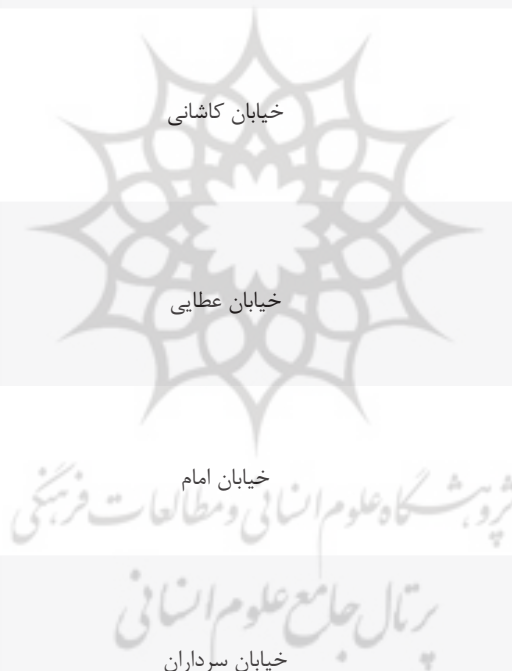 خیابان کاشانی
خیابان عطایی
خیابان امام
پژوهشگاه علوم انسانی و مطالعات فرهنگی
پرتال جامع علوم انسانی
خیابان سرداران